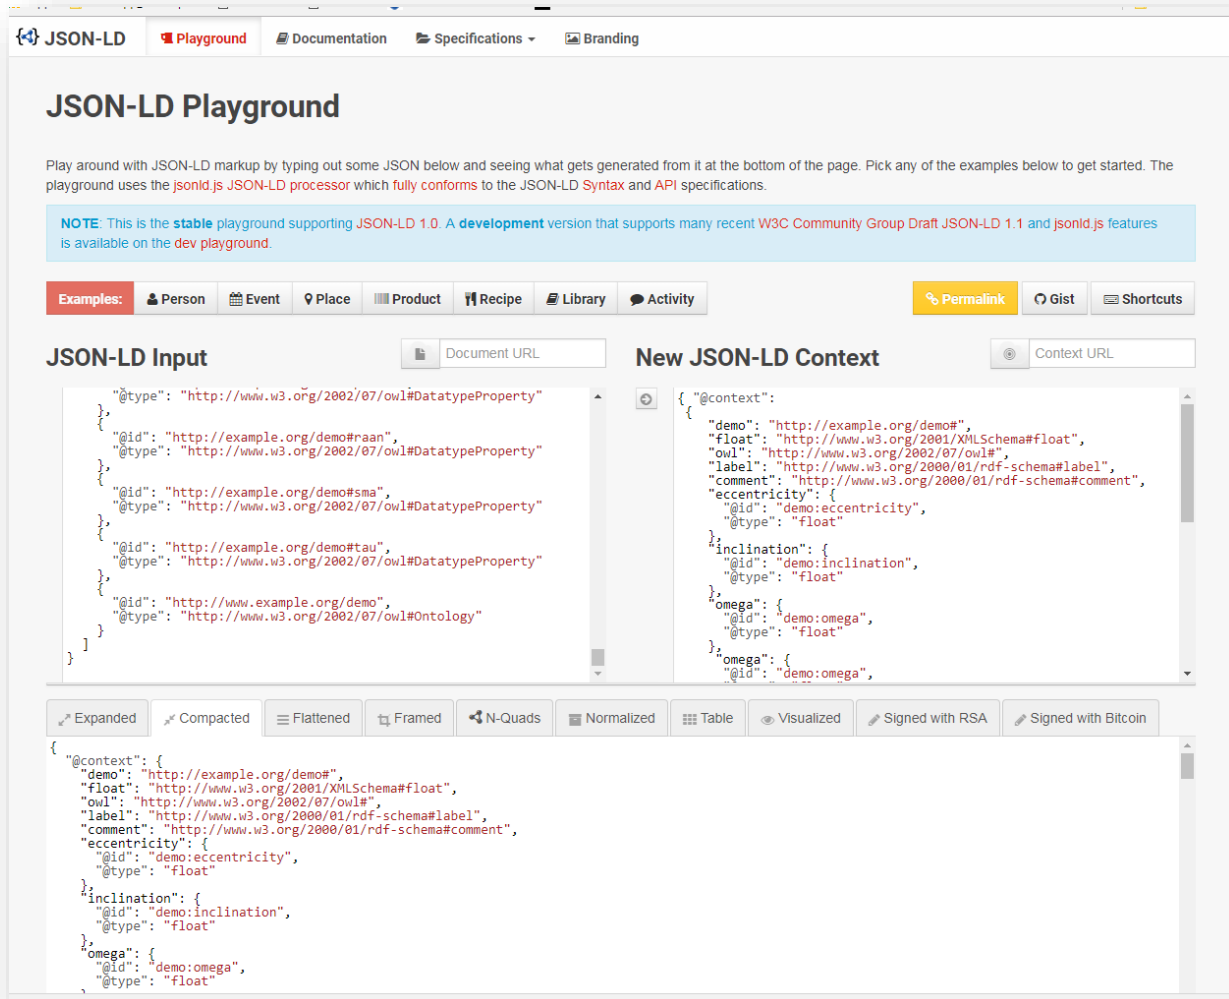 JSON-LD
Playground
Documentation
Specifications
Branding
JSON-LD Playground
Play around with JSON-LD markup by typing out some JSON below and seeing what gets generated from it at the bottom of the page. Pick any of the examples below to get started. The
playground uses the jsonld.js JSON-LD processor which fully conforms to the JSON-LD Syntax and API specifications.
NOTE: This is the stable playground supporting JSON-LD 1.0. A development version that supports many recent W3C Community Group Draft JSON-LD 1.1 and jsonld.js features
is available on the dev playground.
Examples:
Person
Event
Place
Product
Recipe
Library
Activity
Permalink
Gist
Shortcuts
JSON-LD Input
Document URL
"@type": "http://www.w3.org/2002/07/owl#DatatypeProperty"
},
{
"@id": "http://example.org/demo#raan",
"@type": "http://www.w3.org/2002/07/owl#DatatypeProperty"
},
{
"@id": "http://example.org/demo#sma",
"@type": "http://www.w3.org/2002/07/owl#DatatypeProperty"
},
{
"@id": "http://example.org/demo#tau",
"@type": "http://www.w3.org/2002/07/owl#DatatypeProperty"
},
{
"@id": "http://www.example.org/demo",
"@type": "http://www.w3.org/2002/07/owl#Ontology"
}
]
}
New JSON-LD Context
Context URL
{ "@context":
{
"demo": "http://example.org/demo#",
"float": "http://www.w3.org/2001/XMLSchema#float",
"owl": "http://www.w3.org/2002/07/owl#",
"label": "http://www.w3.org/2000/01/rdf-schema#label",
"comment": "http://www.w3.org/2000/01/rdf-schema#comment",
"eccentricity": {
"@id": "demo:eccentricity",
"@type": "float"
},
"inclination": {
"@id": "demo:inclination",
"@type": "float"
},
"omega": {
"@id": "demo:omega",
"@type": "float"
},
"omega": {
"@id": "demo:omega",
Expanded
Compacted
Flattened
Framed
N-Quads
Normalized
Table
Visualized
Signed with RSA
Signed with Bitcoin
{
"@context": {
"demo": "http://example.org/demo#",
"float": "http://www.w3.org/2001/XMLSchema#float",
"owl": "http://www.w3.org/2002/07/owl#",
"label": "http://www.w3.org/2000/01/rdf-schema#label",
"comment": "http://www.w3.org/2000/01/rdf-schema#comment",
"eccentricity": {
"@id": "demo:eccentricity",
"@type": "float"
},
"inclination": {
"@id": "demo:inclination",
"@type": "float"
},
"omega": {
"@id": "demo:omega",
"@type": "float"